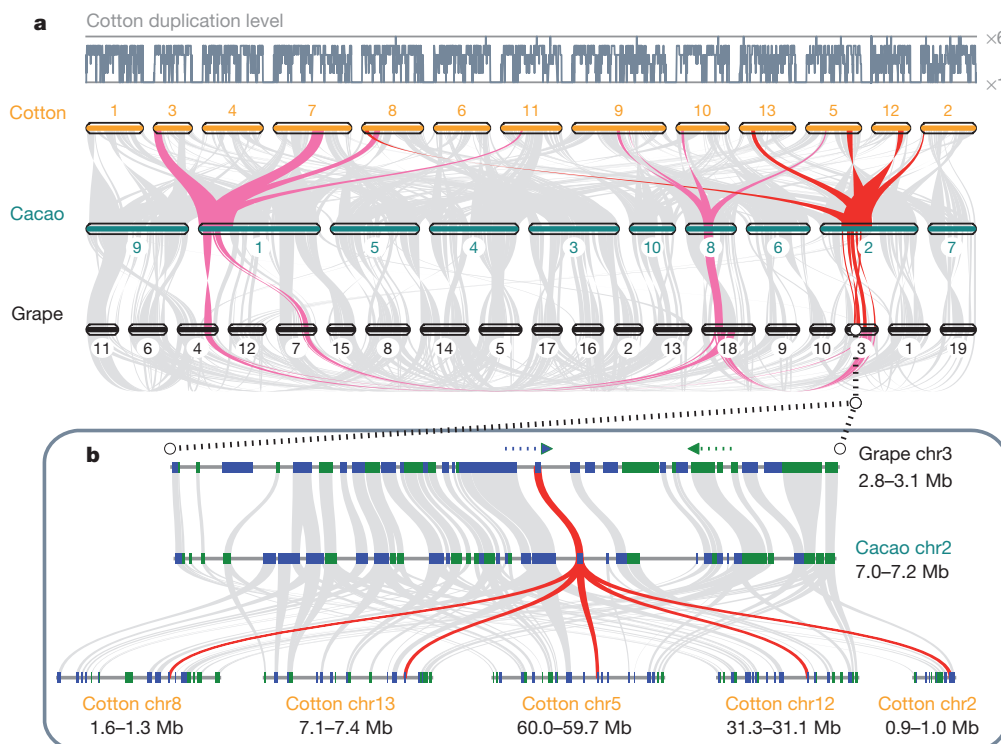 a
Cotton duplication level
×6
Cotton 1 3 4 7 8 6 11 9 10 13 5 12 2
Cacao
9 1 5 4 3 10 8 6 2 7
Grape
11 6 4 12 7 15 8 14 5 17 16 2 13 18 9 10 3 1 19
b
Grape chr3
2.8–3.1 Mb
Cacao chr2
7.0–7.2 Mb
Cotton chr8 Cotton chr13 Cotton chr5 Cotton chr12 Cotton chr2
1.6–1.3 Mb 7.1–7.4 Mb 60.0–59.7 Mb 31.3–31.1 Mb 0.9–1.0 Mb